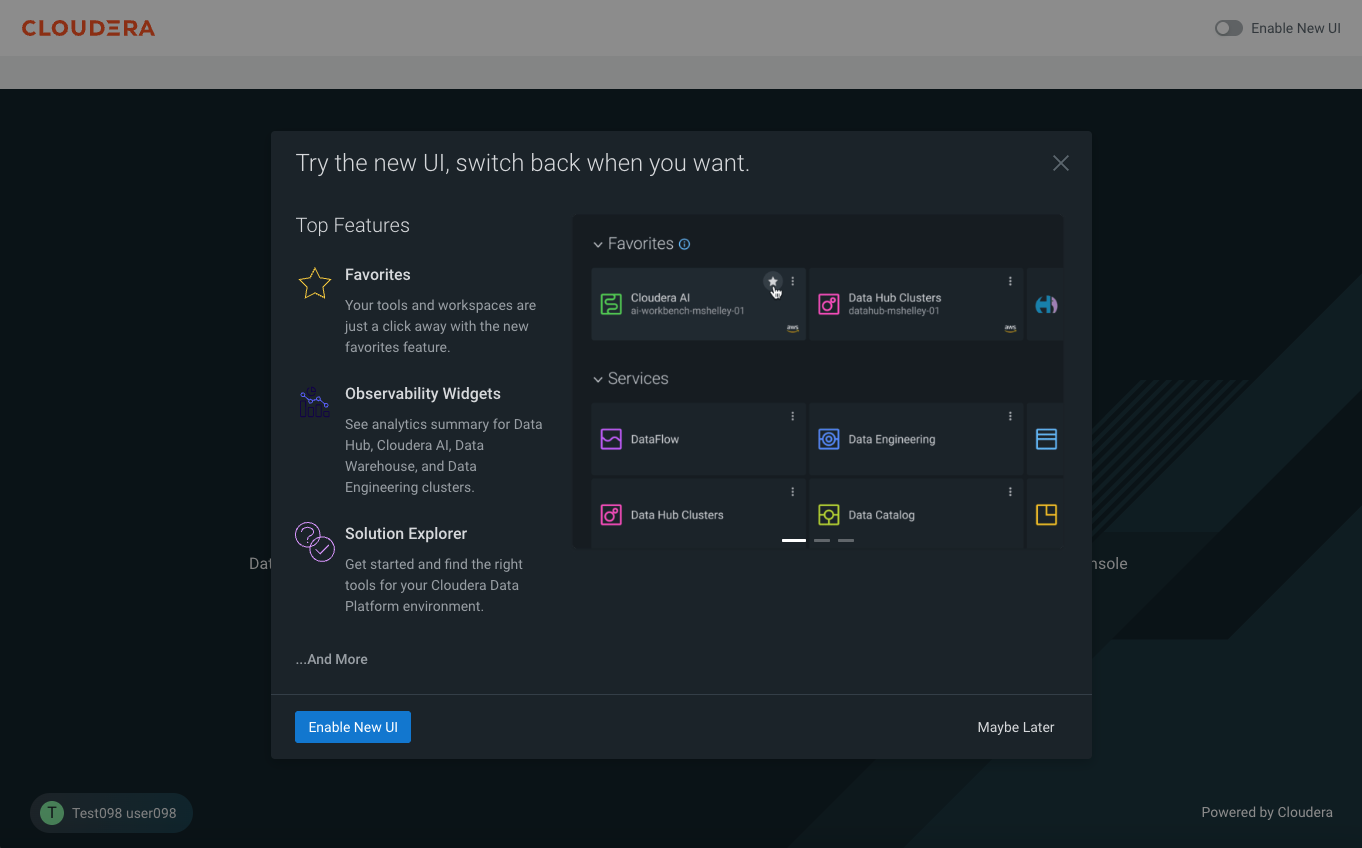 CLOUDERA
Enable New UI
Try the new UI, switch back when you want.
Top Features
Favorites
Your tools and workspaces are
just a click away with the new
favorites feature.
Observability Widgets
See analytics summary for Data
Hub, Cloudera AI, Data
Warehouse, and Data
Engineering clusters.
Solution Explorer
Get started and find the right
tools for your Cloudera Data
Platform environment.
...And More
Favorites
Cloudera AI
ai-workbench-mshelley-01
aws
Data Hub Clusters
datahub-mshelley-01
aws
Services
DataFlow
Data Engineering
Data Hub Clusters
Data Catalog
Dat
nsole
Enable New UI
Maybe Later
T
Test098 user098
Powered by Cloudera